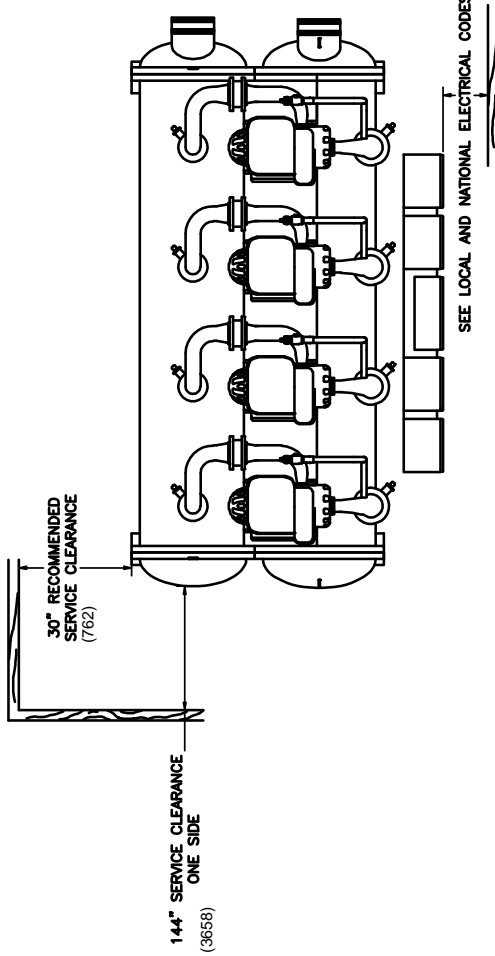 30" RECOMMENDED
SERVICE CLEARANCE
(762)
144" SERVICE CLEARANCE
ONE SIDE
(3658)
SEE LOCAL AND NATIONAL ELECTRICAL CODES